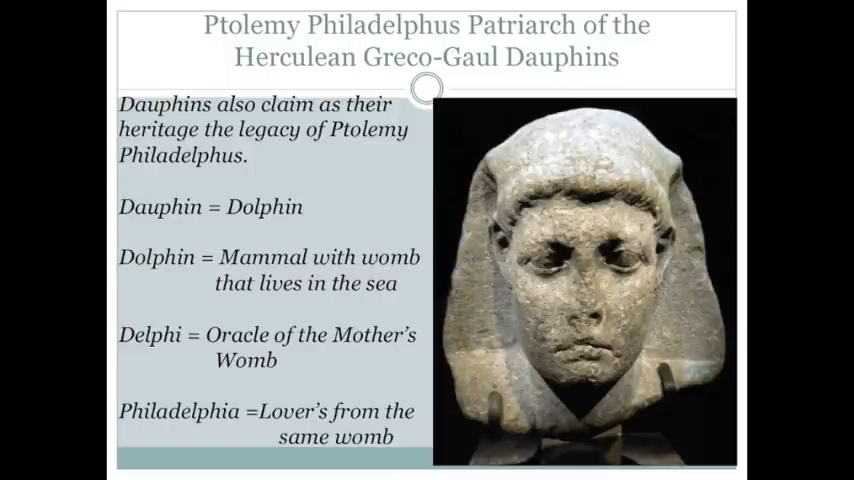 Ptolemy Philadelphus Patriarch of the
Herculean Greco-Gaul Dauphins
Dauphins also claim as their
heritage the legacy of Ptolemy
Philadelphus.
Dauphin = Dolphin
Dolphin = Mammal with womb
that lives in the sea
Delphi = Oracle of the Mother's
Womb
Philadelphia =Lover's from the
same womb